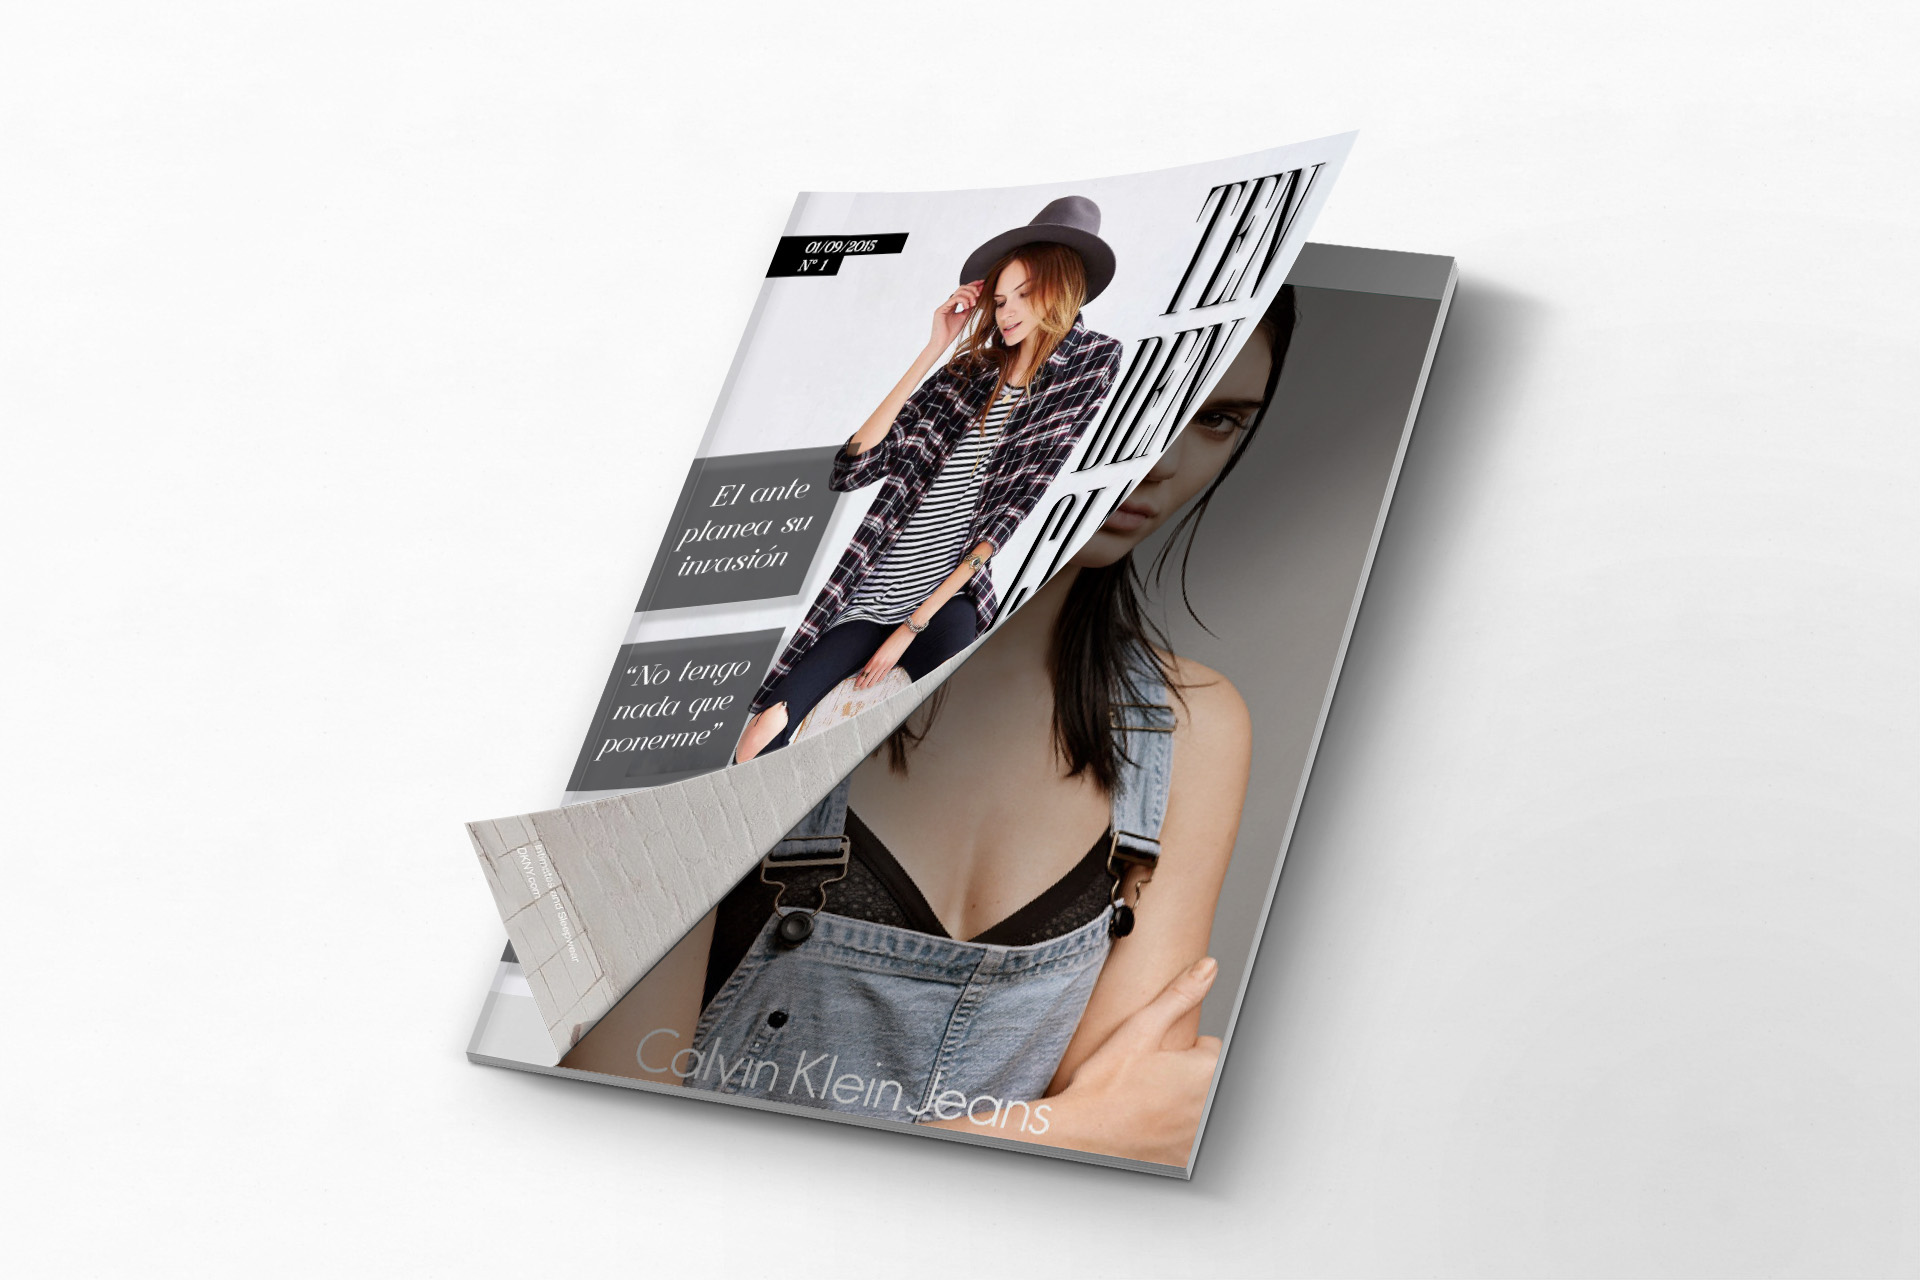 01/09/2015
Nº 1
TEN
DEN
CIA
El ante
planea su
invasión
“No tengo
nada que
ponerme”
and Sleepwear
DKNY.com
Calvin Klein Jeans